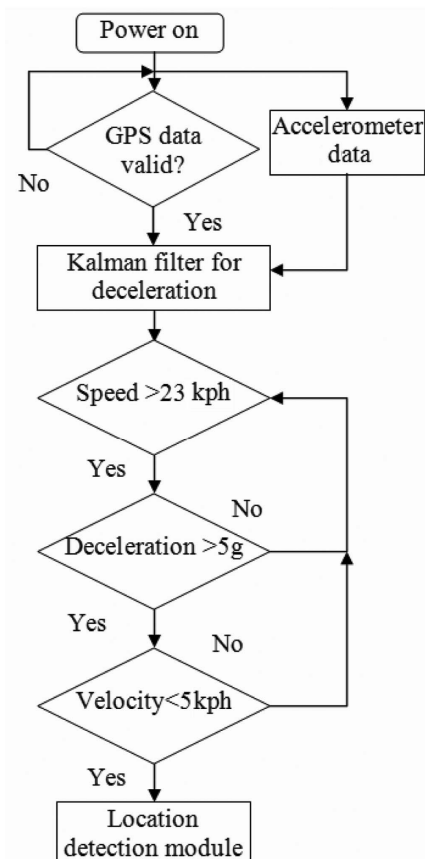 Power on
GPS data
valid?
Accelerometer
data
No
Yes
Kalman filter for
deceleration
Speed >23 kph
Yes
No
Deceleration >5g
Yes
No
Velocity<5kph
Yes
Location
detection module